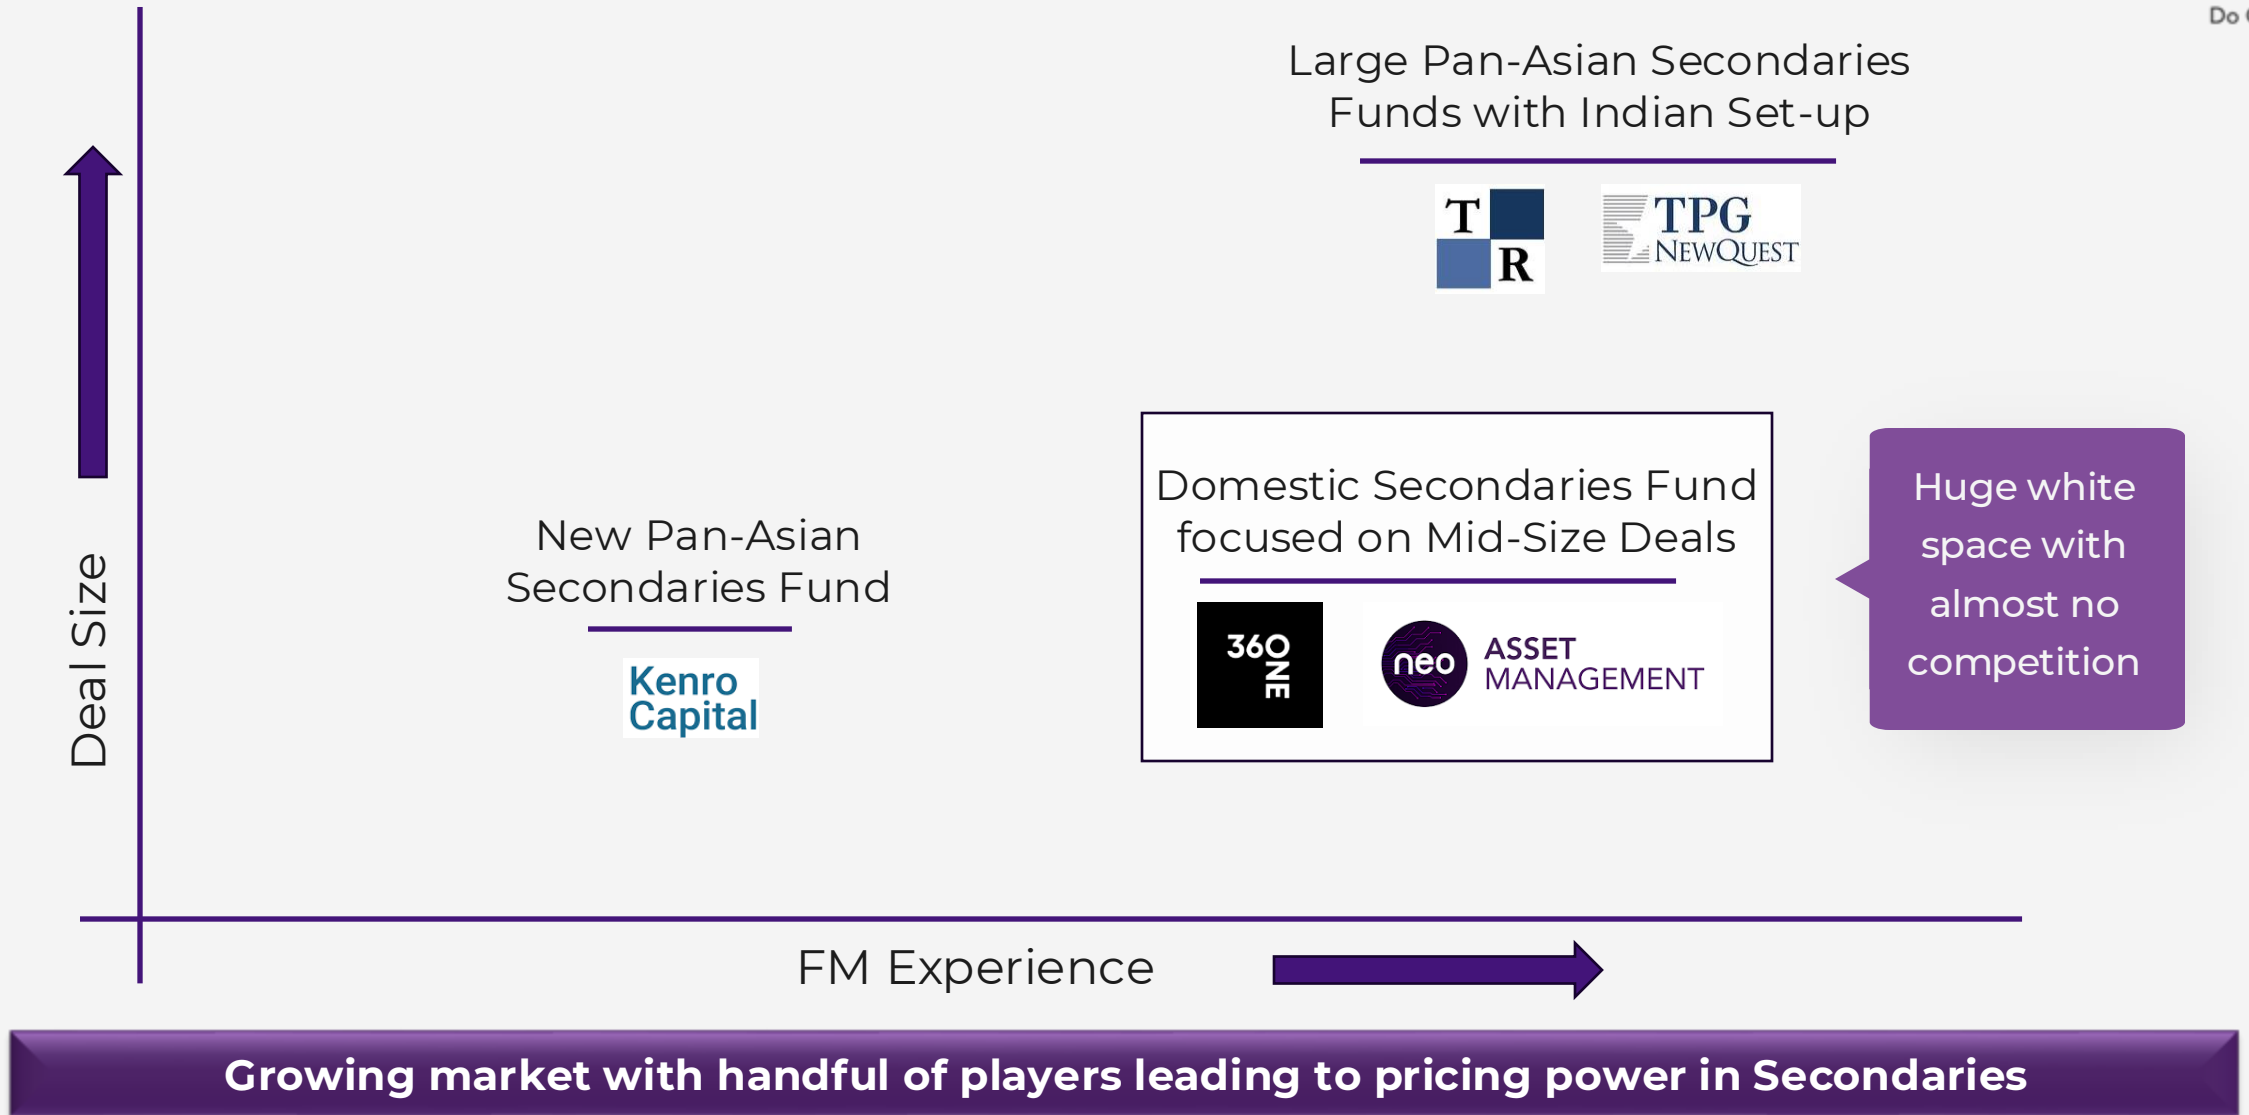 Do
Large Pan-Asian Secondaries
Funds with Indian Set-up
T
R
TPG
NEWQUEST
Deal Size
New Pan-Asian
Secondaries Fund
Kenro
Capital
Domestic Secondaries Fund
focused on Mid-Size Deals
360
ONE
neo
ASSET
MANAGEMENT
Huge white
space with
almost no
competition
FM Experience
Growing market with handful of players leading to pricing power in Secondaries